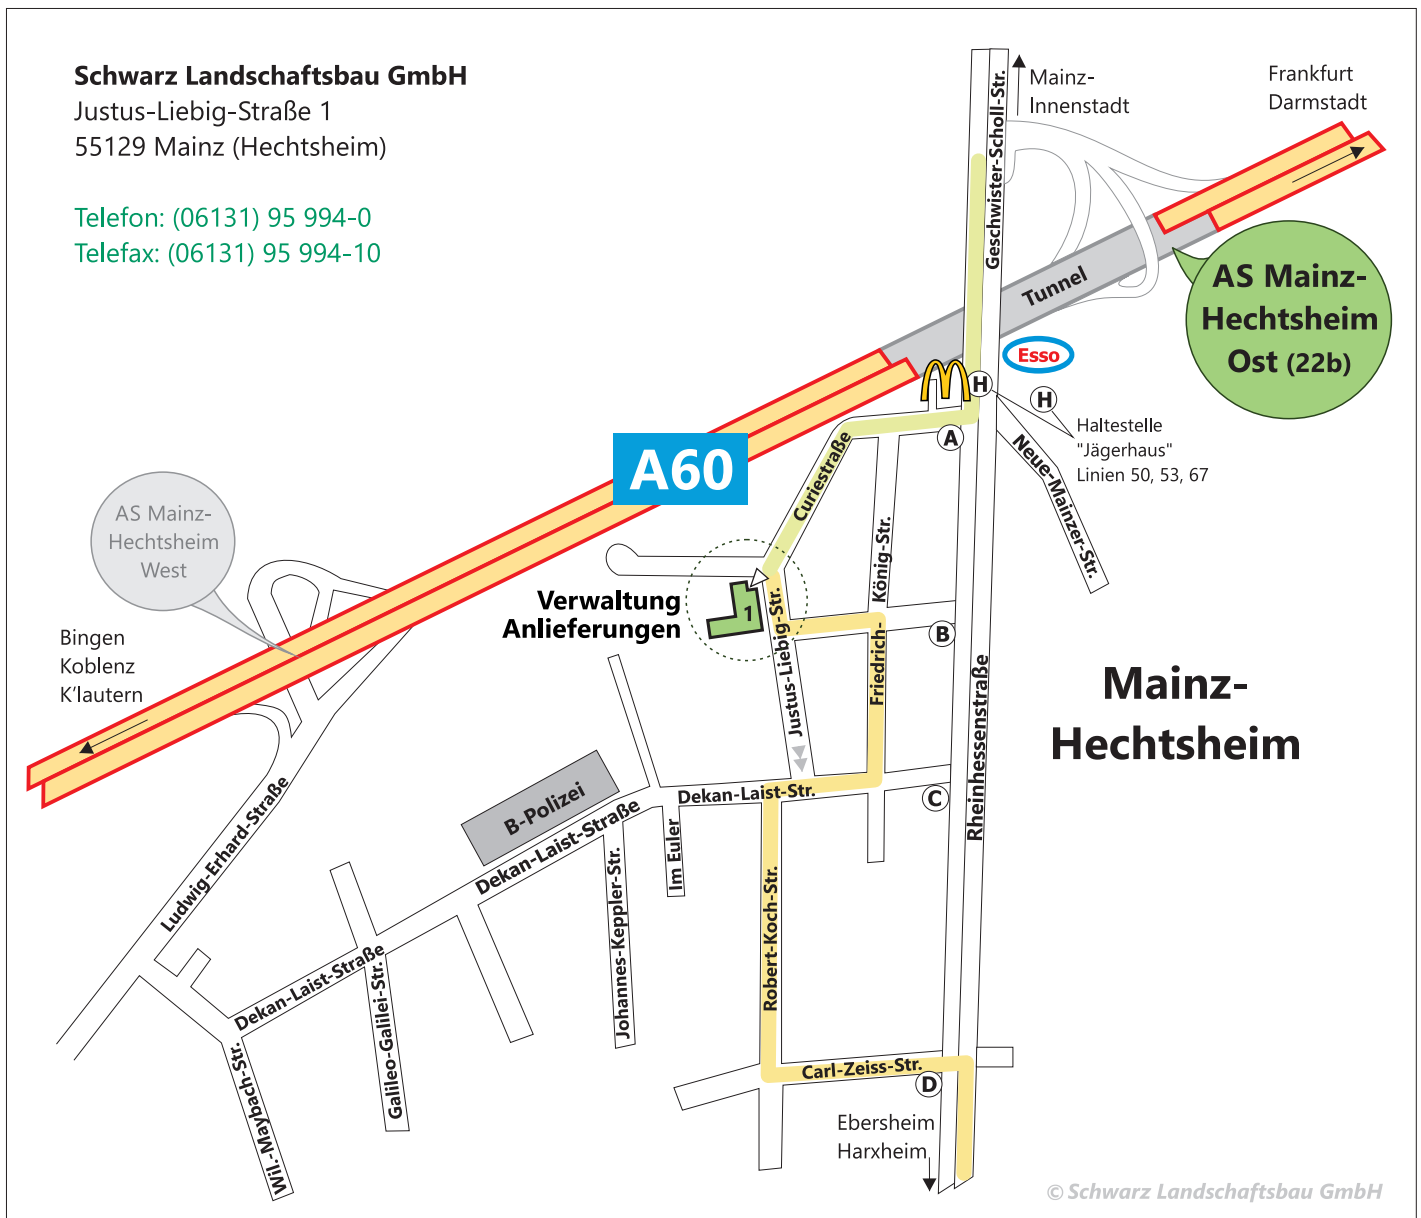 Schwarz Landschaftsbau GmbH
Justus-Liebig-Straße 1
55129 Mainz (Hechtsheim)
Telefon: (06131) 95 994-0
Telefax: (06131) 95 994-10
Mainz-
Innenstadt
Frankfurt
Darmstadt
Geschwister-Scholl-Str.
Tunnel
AS Mainz-
Hechtsheim
Ost (22b)
Esso
H
H
Haltestelle
"Jägerhaus"
Linien 50, 53, 67
A
Neue-Mainzer-Str.
A60
Curiestraße
König-Str.
AS Mainz-
Hechtsheim
West
Bingen
Koblenz
K'lautern
Verwaltung
Anlieferungen
1
Justus-Liebig-Str.
Friedrich-
B
Rheinhessenstraße
Mainz-
Hechtsheim
B-Polizei
Dekan-Laist-Str.
C
Ludwig-Erhard-Straße
Dekan-Laist-Straße
Im Euler
Johannes-Keppler-Str.
Robert-Koch-Str.
Dekan-Laist-Straße
Galileo-Galilei-Str.
Wil.-Maybach-Str.
Carl-Zeiss-Str.
D
Ebersheim
Harxheim
© Schwarz Landschaftsbau GmbH